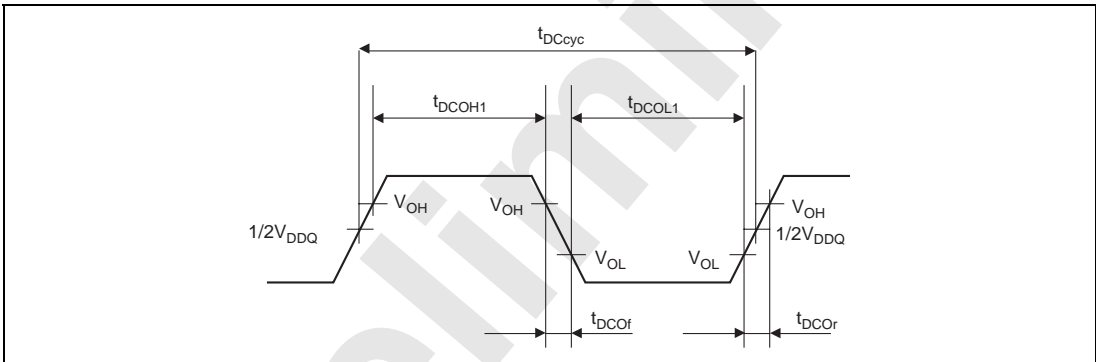 tDCcyc
tDCOH1 tDCOL1
VOH VOH VOH
1/2VDDQ 1/2VDDQ
VOL VOL
tDCOf tDCOr